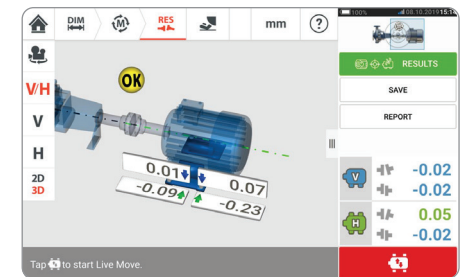 DIM
M
RES
mm
?
100%
08.10.2019 15:14
OK
V/H
V
H
2D
3D
0.01
0.07
-0.09
-0.23
RESULTS
SAVE
REPORT
V
-0.02
-0.02
H
0.05
-0.02
Tap to start Live Move.